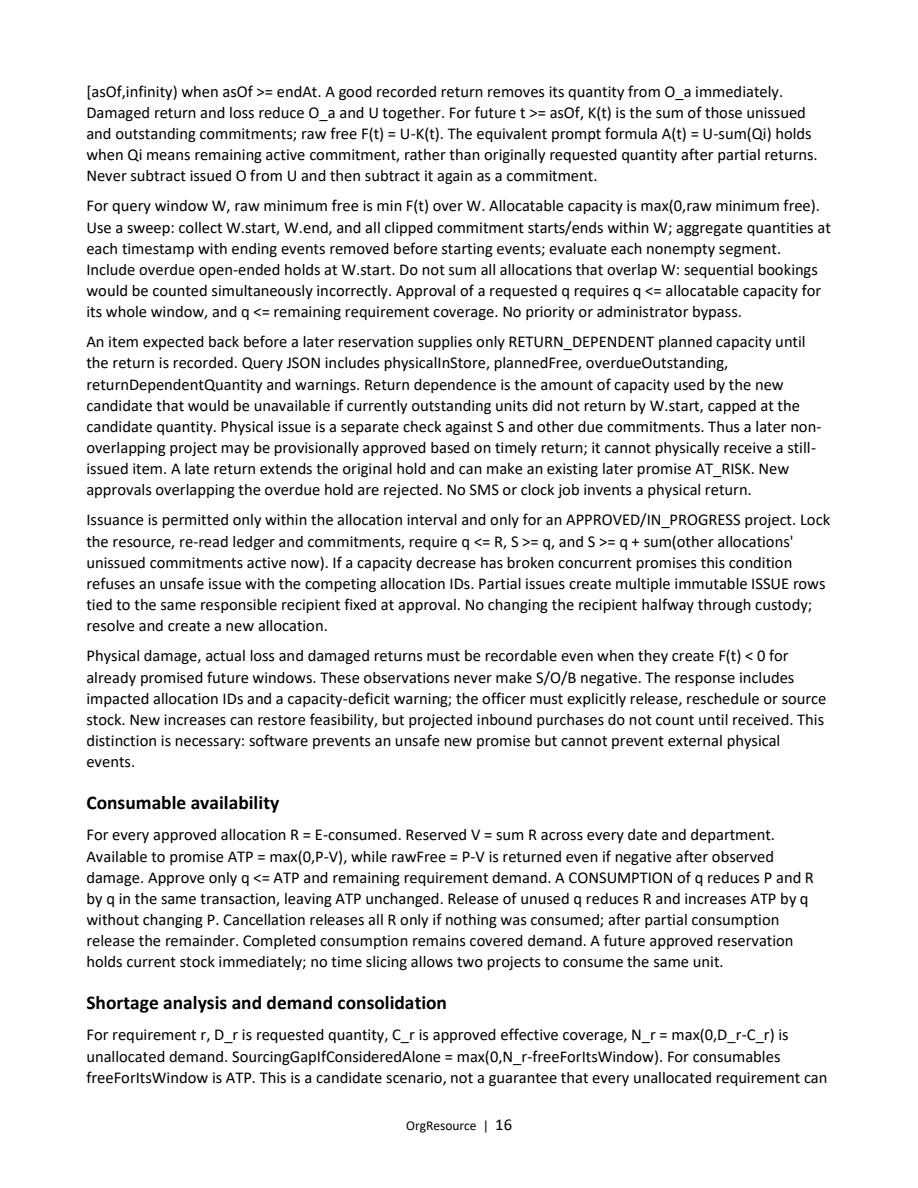 [asOf,infinity) when asOf >= endAt. A good recorded return removes its quantity from O_a immediately.
Damaged return and loss reduce O_a and U together. For future t >= asOf, K(t) is the sum of those unissued
and outstanding commitments; raw free F(t) = U-K(t). The equivalent prompt formula A(t) = U-sum(Qi) holds
when Qi means remaining active commitment, rather than originally requested quantity after partial returns.
Never subtract issued O from U and then subtract it again as a commitment.
For query window W, raw minimum free is min F(t) over W. Allocatable capacity is max(0,raw minimum free).
Use a sweep: collect W.start, W.end, and all clipped commitment starts/ends within W; aggregate quantities at
each timestamp with ending events removed before starting events; evaluate each nonempty segment.
Include overdue open-ended holds at W.start. Do not sum all allocations that overlap W: sequential bookings
would be counted simultaneously incorrectly. Approval of a requested q requires q <= allocatable capacity for
its whole window, and q <= remaining requirement coverage. No priority or administrator bypass.
An item expected back before a later reservation supplies only RETURN_DEPENDENT planned capacity until
the return is recorded. Query JSON includes physicalInStore, plannedFree, overdueOutstanding,
returnDependentQuantity and warnings. Return dependence is the amount of capacity used by the new
candidate that would be unavailable if currently outstanding units did not return by W.start, capped at the
candidate quantity. Physical issue is a separate check against S and other due commitments. Thus a later non-
overlapping project may be provisionally approved based on timely return; it cannot physically receive a still-
issued item. A late return extends the original hold and can make an existing later promise AT_RISK. New
approvals overlapping the overdue hold are rejected. No SMS or clock job invents a physical return.
Issuance is permitted only within the allocation interval and only for an APPROVED/IN_PROGRESS project. Lock
the resource, re-read ledger and commitments, require q <= R, S >= q, and S >= q + sum(other allocations'
unissued commitments active now). If a capacity decrease has broken concurrent promises this condition
refuses an unsafe issue with the competing allocation IDs. Partial issues create multiple immutable ISSUE rows
tied to the same responsible recipient fixed at approval. No changing the recipient halfway through custody;
resolve and create a new allocation.
Physical damage, actual loss and damaged returns must be recordable even when they create F(t) < 0 for
already promised future windows. These observations never make S/O/B negative. The response includes
impacted allocation IDs and a capacity-deficit warning; the officer must explicitly release, reschedule or source
stock. New increases can restore feasibility, but projected inbound purchases do not count until received. This
distinction is necessary: software prevents an unsafe new promise but cannot prevent external physical
events.
Consumable availability
For every approved allocation R = E-consumed. Reserved V = sum R across every date and department.
Available to promise ATP = max(0,P-V), while rawFree = P-V is returned even if negative after observed
damage. Approve only q <= ATP and remaining requirement demand. A CONSUMPTION of q reduces P and R
by q in the same transaction, leaving ATP unchanged. Release of unused q reduces R and increases ATP by q
without changing P. Cancellation releases all R only if nothing was consumed; after partial consumption
release the remainder. Completed consumption remains covered demand. A future approved reservation
holds current stock immediately; no time slicing allows two projects to consume the same unit.
Shortage analysis and demand consolidation
For requirement r, D_r is requested quantity, C_r is approved effective coverage, N_r = max(0,D_r-C_r) is
unallocated demand. SourcingGapIfConsideredAlone = max(0,N_r-freeForItsWindow). For consumables
freeForItsWindow is ATP. This is a candidate scenario, not a guarantee that every unallocated requirement can
OrgResource | 16